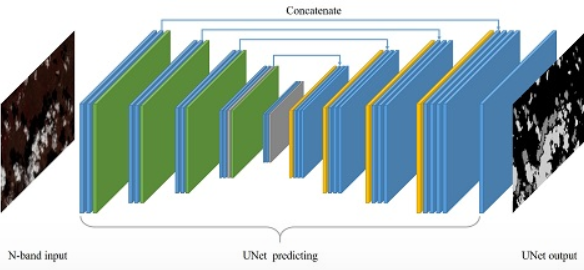 Concatenate
N-band input
UNet predicting
UNet output